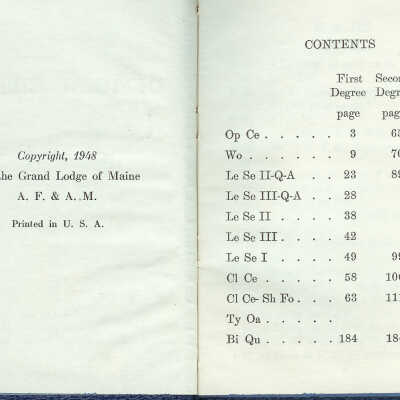 Copyright, 1948
the Grand Lodge of Maine
A. F. & A. M.
Printed in U. S. A.
CONTENTS
First
Degree page
Op Ce . . . . . 3
Wo . . . . . . 9 70
Le Se II-Q-A . . 23
Le Se III-Q-A . . 28
Le Se II . . . . 38
Le Se III . . . . 42
Le Se I . . . . 49
Cl Ce . . . . . 58
Cl Ce- Sh Fo . . . 63
Ty Oa . . . . .
Bi Qu . . . . . 184